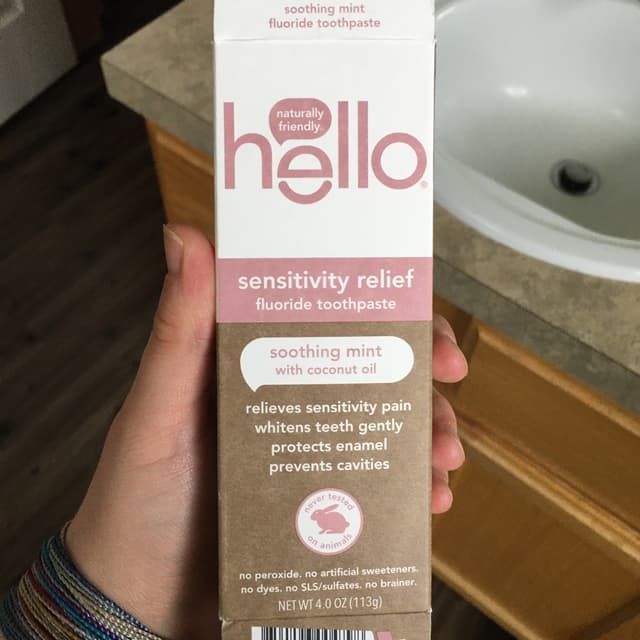 soothing mint
fluoride toothpaste
naturally
friendly™
hello®
sensitivity relief
fluoride toothpaste
soothing mint
with coconut oil
relieves sensitivity pain
whitens teeth gently
protects enamel
prevents cavities
never tested
on animals
no peroxide. no artificial sweeteners.
no dyes. no SLS/sulfates. no brainer.
NET WT 4.0 OZ (113g)